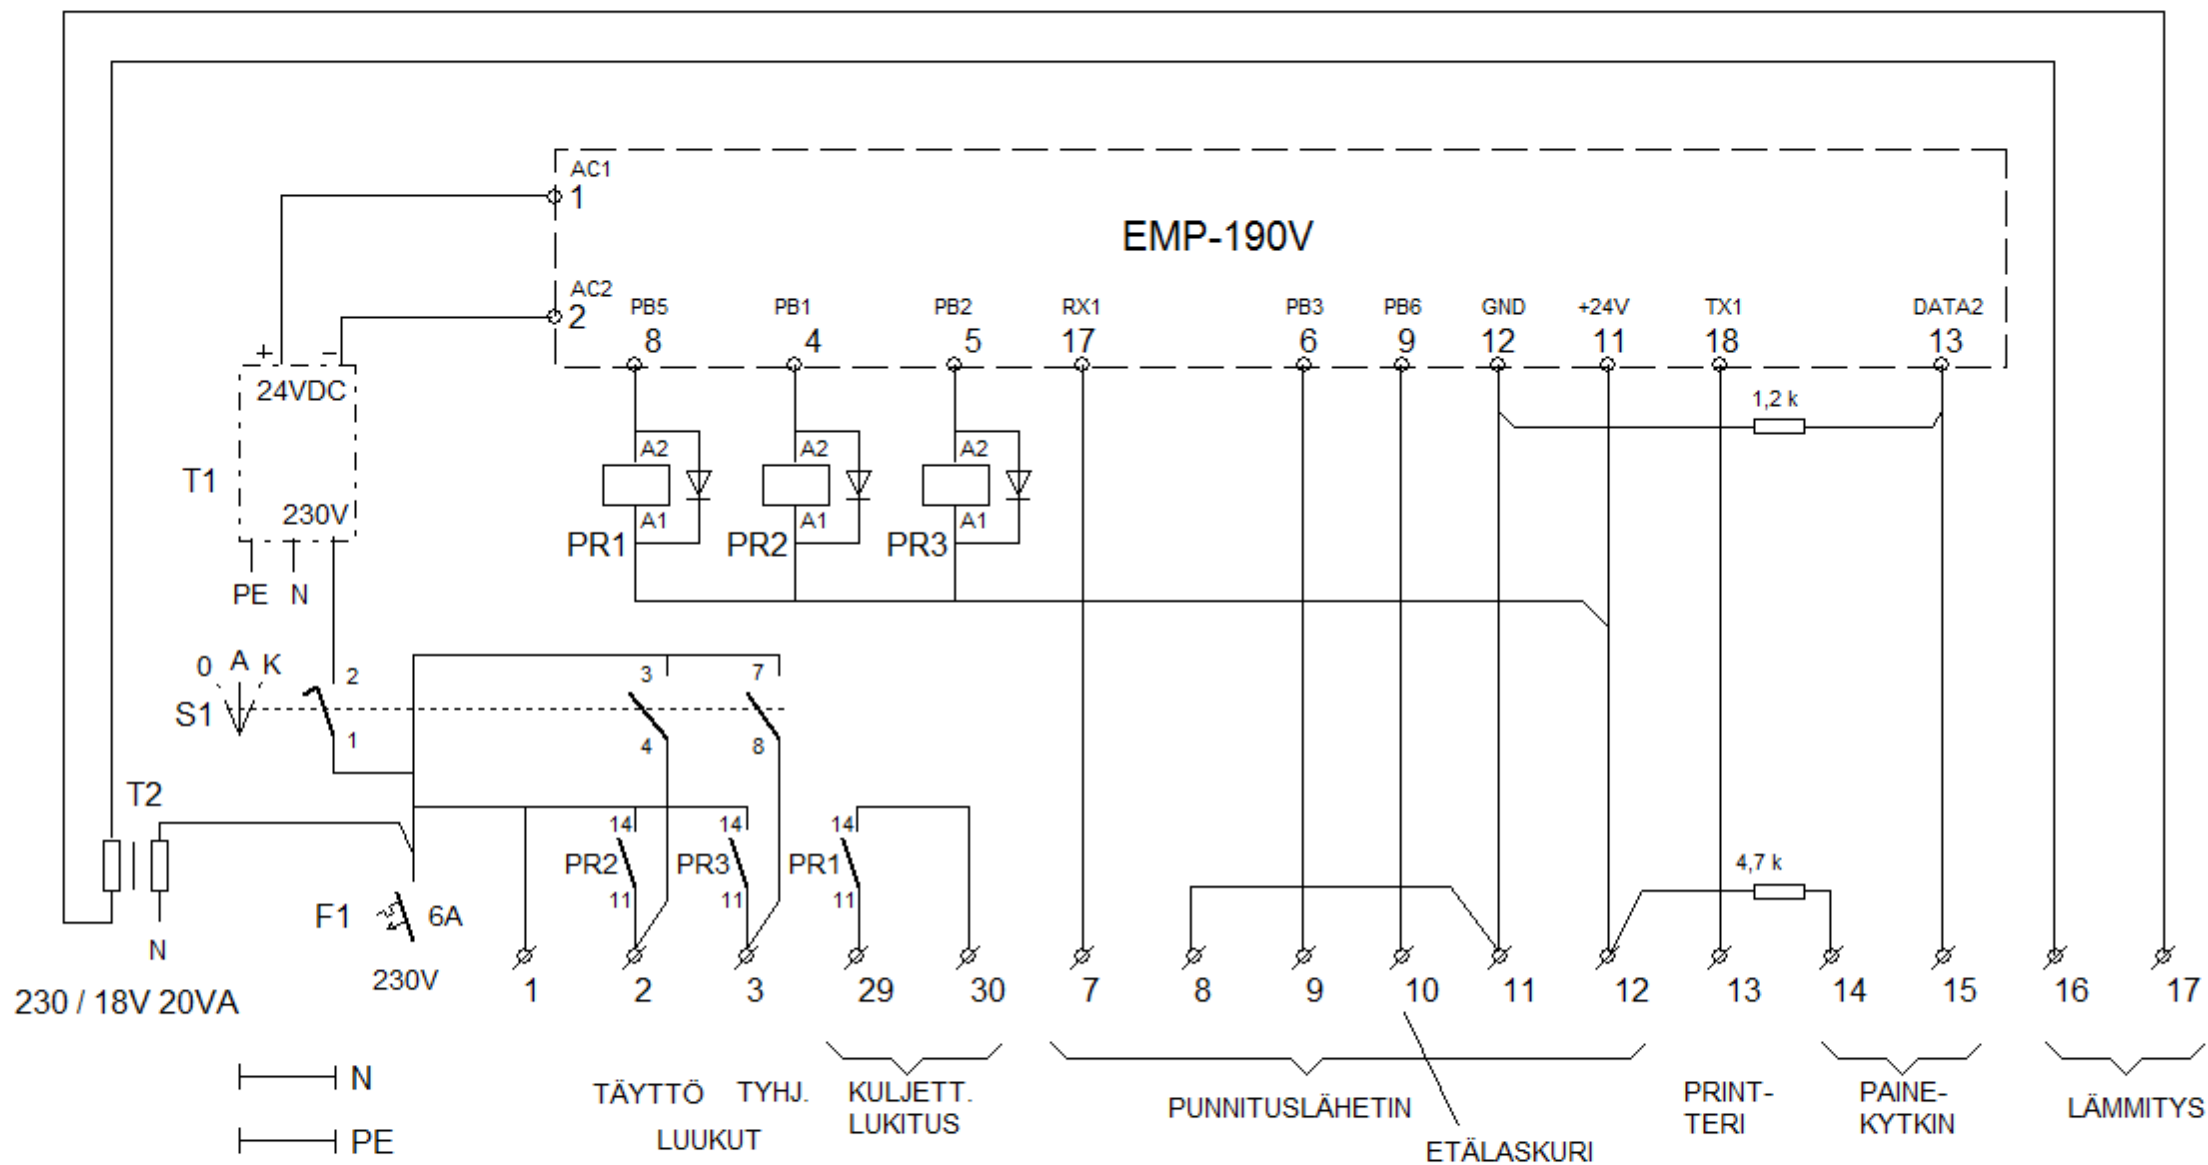 AC1
1
EMP-190V
AC2
2
PB5 PB1 PB2 RX1 PB3 PB6 GND +24V TX1 DATA2
8 4 5 17 6 9 12 11 18 13
+ -
24VDC
1,2 k
A2 A2 A2
T1
230V
A1 A1 A1
PR1 PR2 PR3
PE N
0 A K
2 3 7
S1
1 4 8
T2
14 14 14
PR2 PR3 PR1
4,7 k
11 11 11
F1 6A
N
230V
1 2 3 29 30 7 8 9 10 11 12 13 14 15 16 17
230 / 18V 20VA
N
TÄYTTÖ TYHJ.
LUUKUT
KULJETT.
LUKITUS
PUNNITUSLÄHETIN
ETÄLASKURI
PRINT-
TERI
PAINE-
KYTKIN
LÄMMITYS
PE